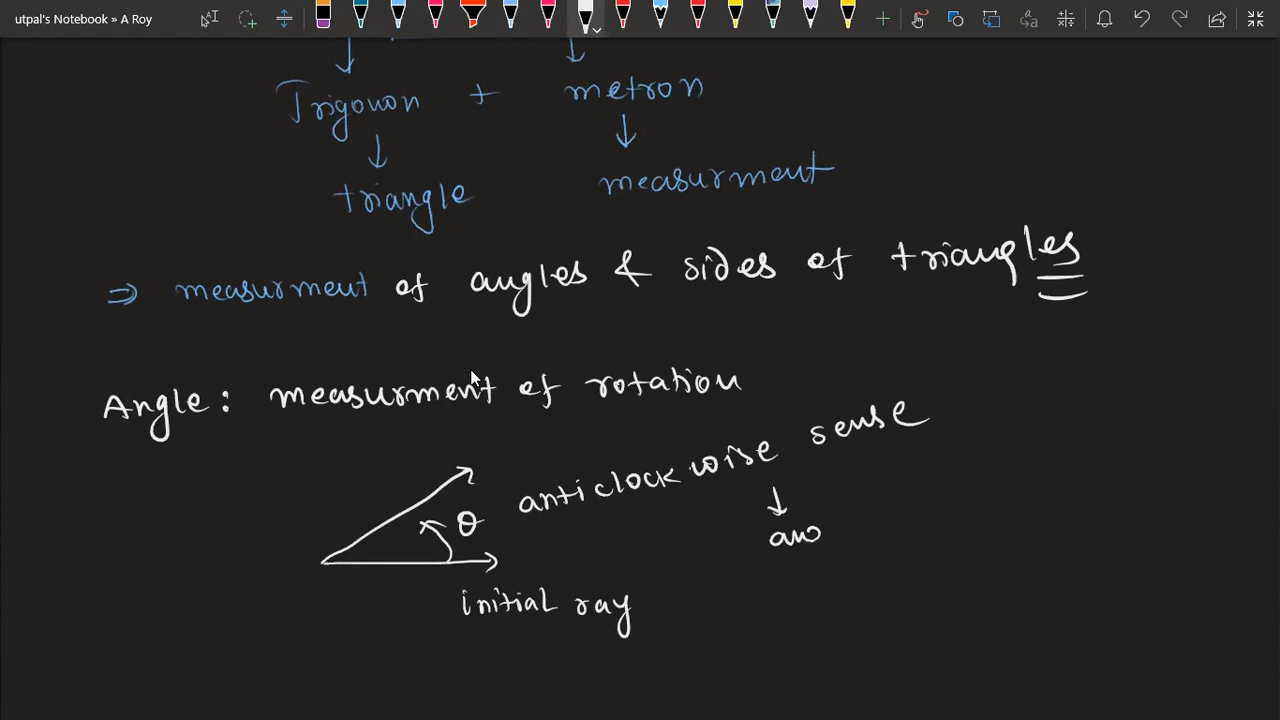 utpal's Notebook » A Roy
Trigonon + metron
triangle measurment
⇒ measurment of angles & sides of triangles
Angle: measurment of rotation
anticlockwise sense
θ
ano
initial ray